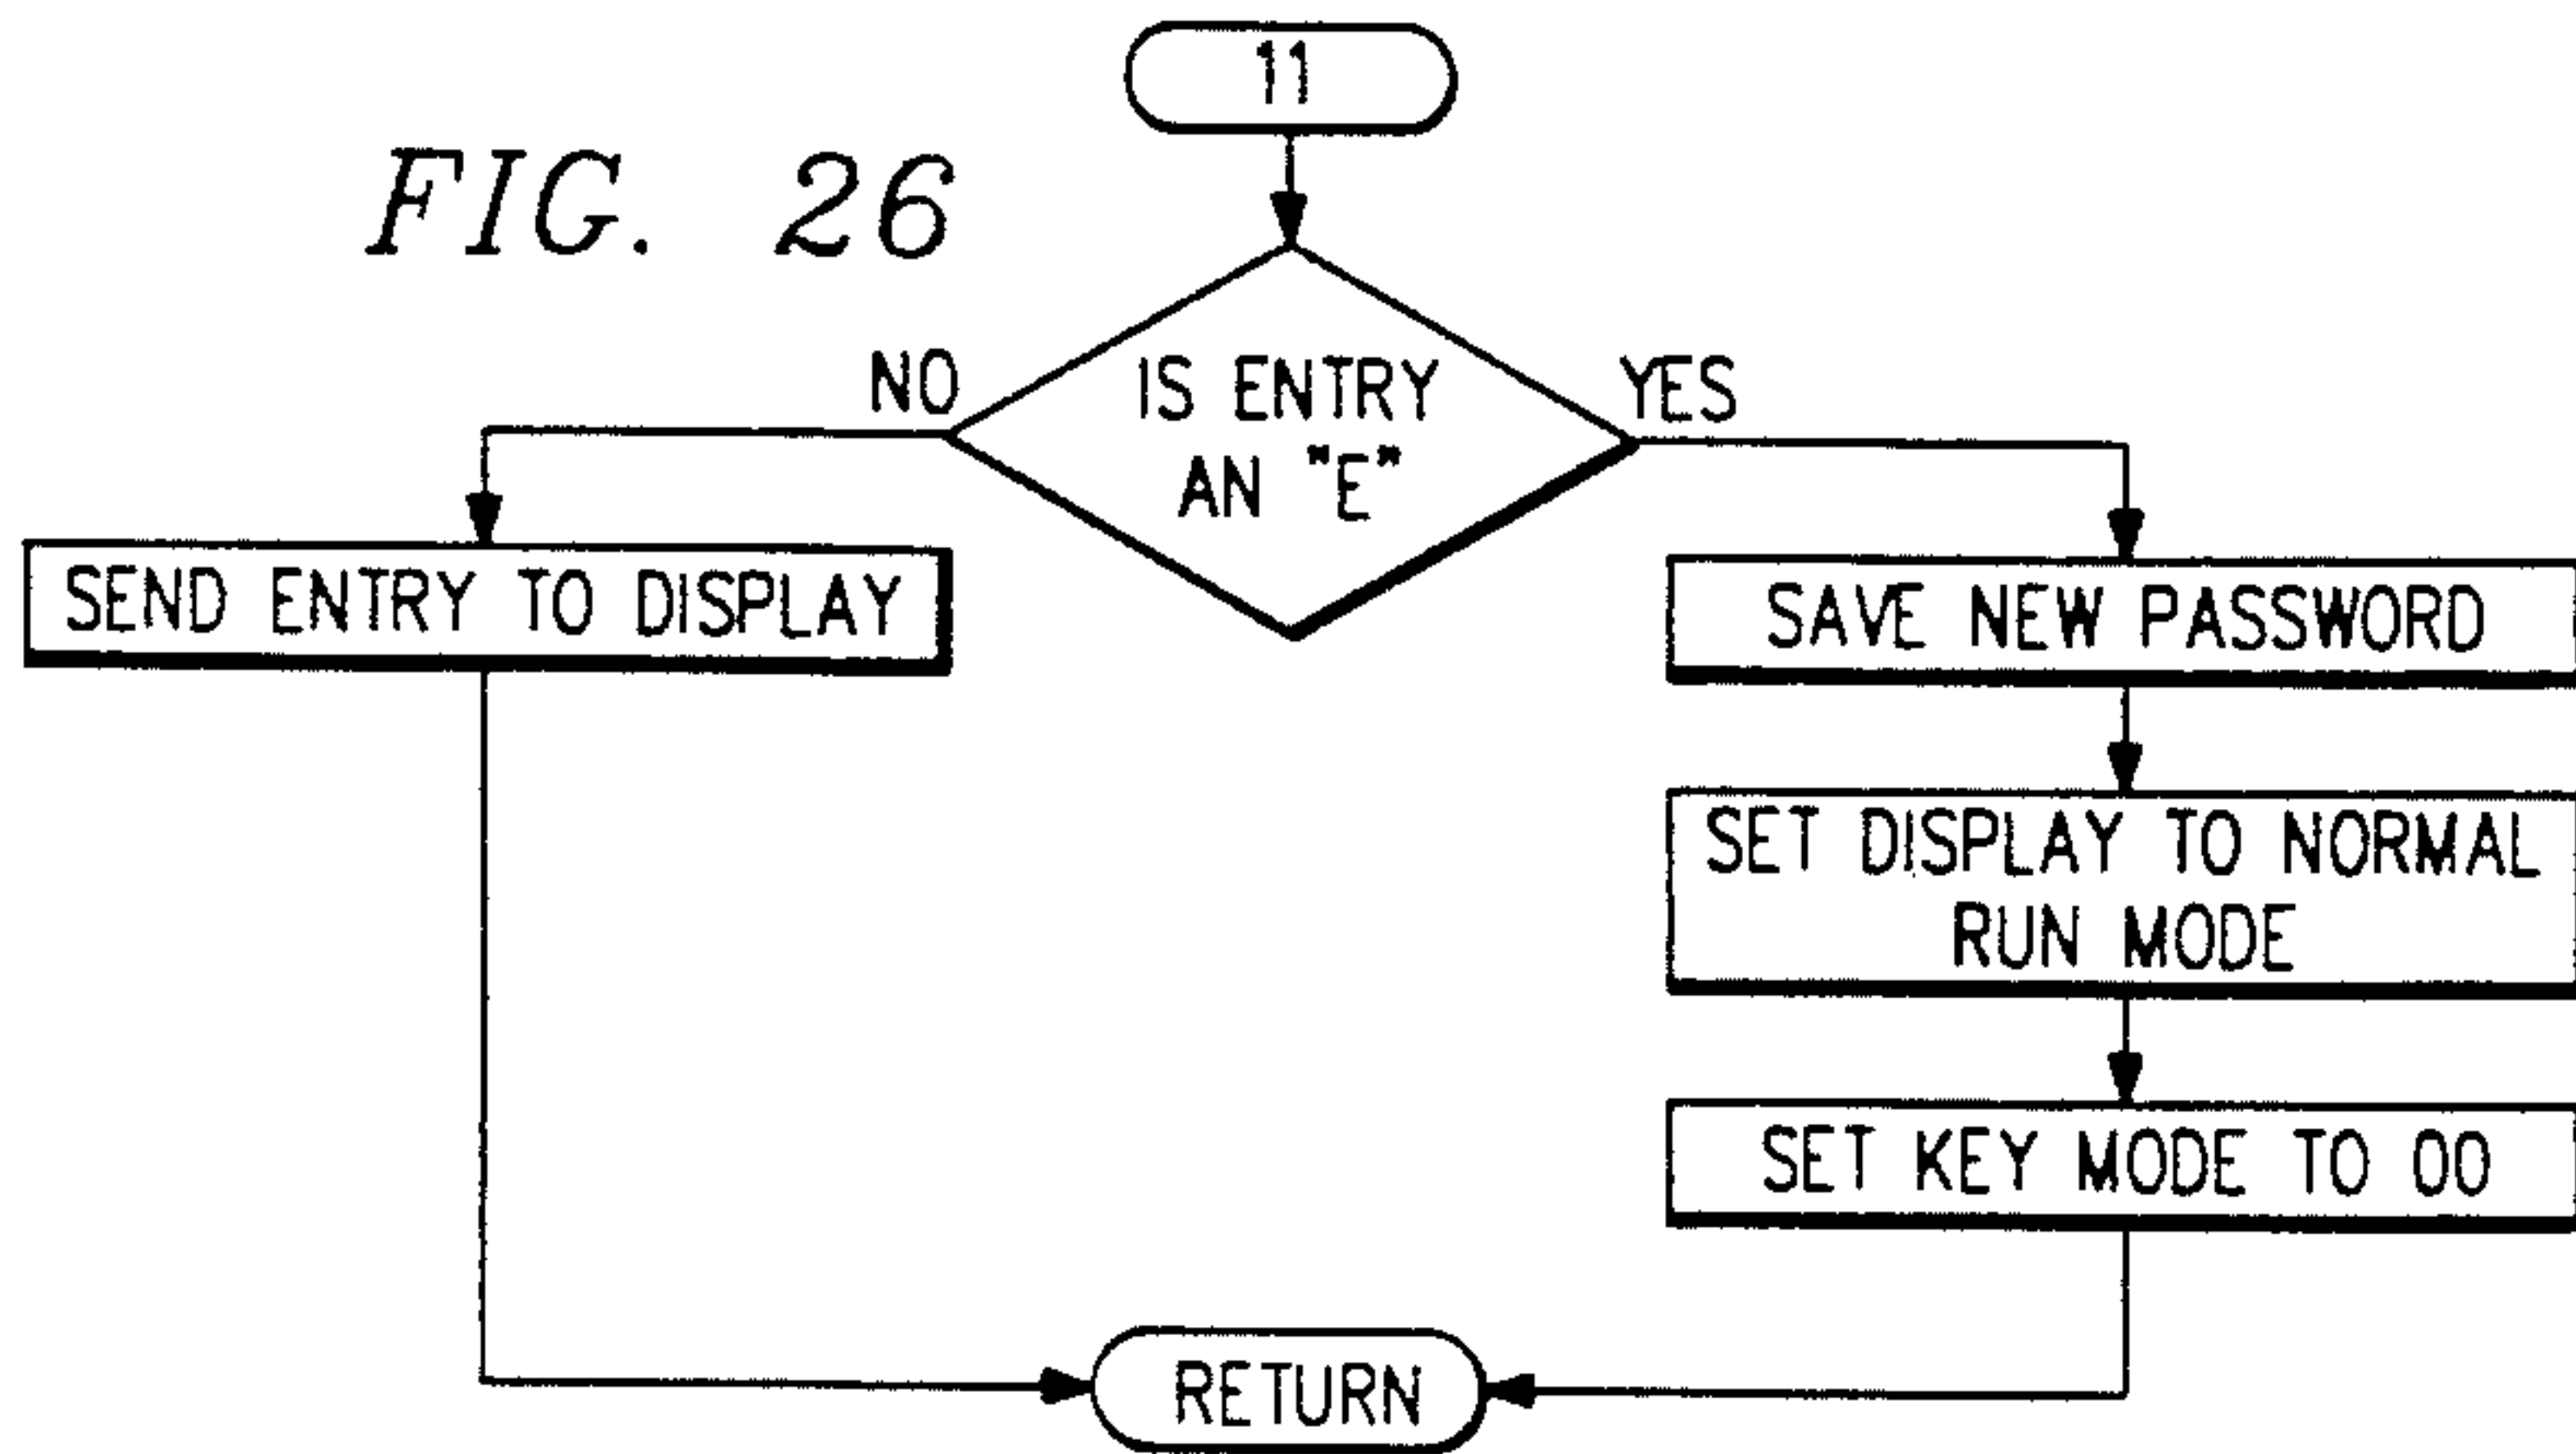 11
FIG. 26
NO
IS ENTRY
AN "E"
YES
SEND ENTRY TO DISPLAY
SAVE NEW PASSWORD
SET DISPLAY TO NORMAL
RUN MODE
SET KEY MODE TO 00
RETURN